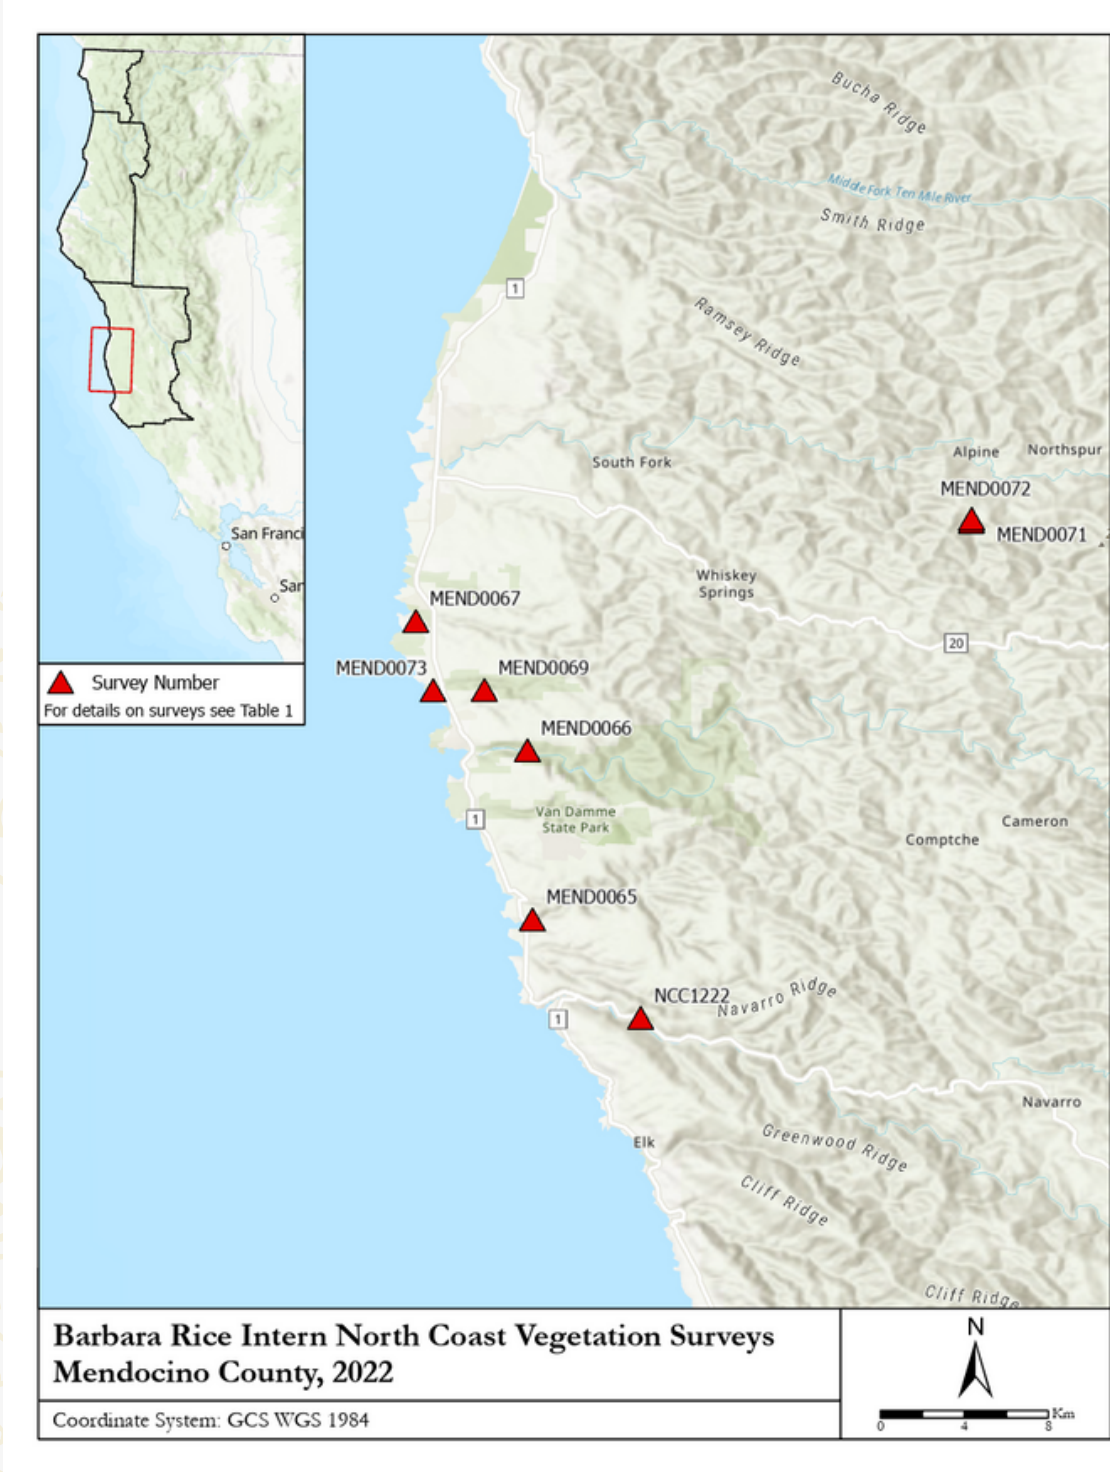 Bucha Ridge
Middle Fork Ten Mile River
Smith Ridge
1
Ramsey Ridge
Alpine
Northspur
South Fork
MEND0072
MEND0071
San Franci
Whiskey
Springs
San
MEND0067
20
MEND0073
MEND0069
Survey Number
For details on surveys see Table 1
MEND0066
1
Van Damme
State Park
Cameron
Comptche
MEND0065
NCC1222
Navarro Ridge
1
Navarro
Elk
Greenwood Ridge
Cliff Ridge
Cliff Ridge
Barbara Rice Intern North Coast Vegetation Surveys
Mendocino County, 2022
N
Coordinate System: GCS WGS 1984
Km
0 4 8